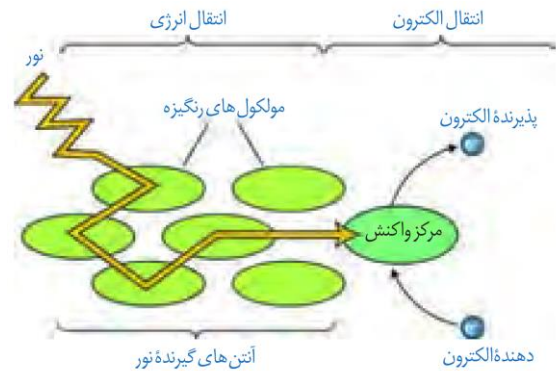 انتقال الکترون
انتقال انرژی
نور
مولکول های رنگیزه
پذیرندهٔ الکترون
مرکز واکنش
دهندهٔ الکترون
آنتن های گیرندهٔ نور